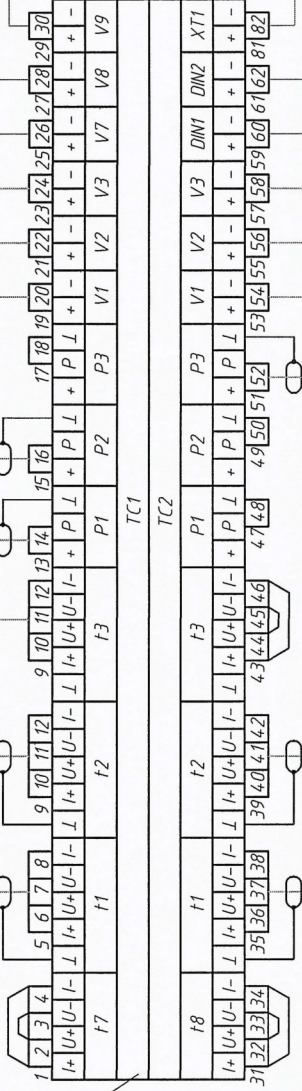 1 2 3 4 5 6 7 8 9 10 11 12 9 10 11 12 13 14 15 16 17 18 19 20 21 22 23 24 25 26 27 28 29 30
I+ U+ U- I- ⊥ I+ U+ U- I- ⊥ I+ U+ U- I- ⊥ I+ U+ U- I- + P ⊥ + P ⊥ + P ⊥ + - + - + - + - + - + -
t7 t1 t2 t3 P1 P2 P3 V1 V2 V3 V7 V8 V9
TC1
TC2
t8 t1 t2 t3 P1 P2 P3 V1 V2 V3 DIN1 DIN2 XT1
I+ U+ U- I- ⊥ I+ U+ U- I- ⊥ I+ U+ U- I- ⊥ I+ U+ U- I- + P ⊥ + P ⊥ + P ⊥ + - + - + - + - + - + -
31 32 33 34 35 36 37 38 39 40 41 42 43 44 45 46 47 48 49 50 51 52 53 54 55 56 57 58 59 60 61 62 81 82